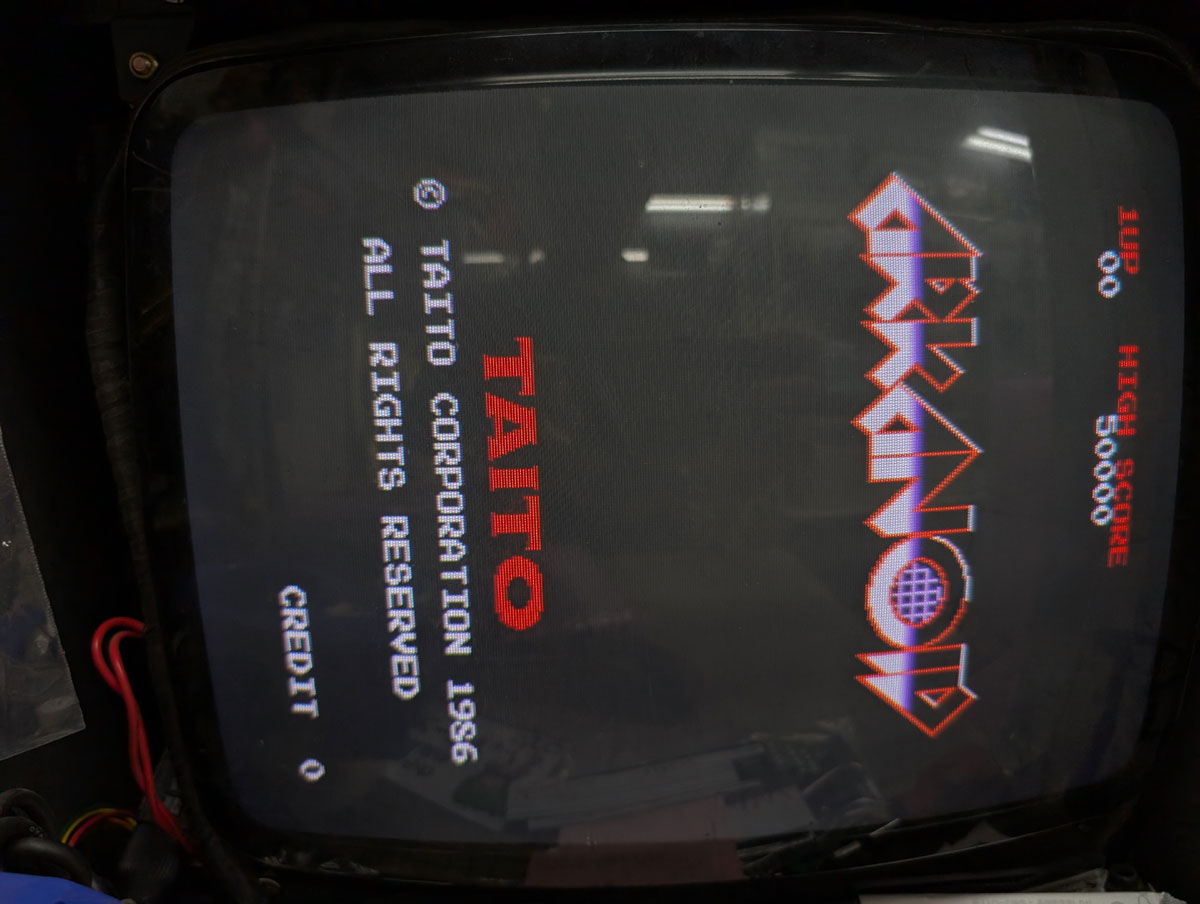 1UP HIGH SCORE
00 50000
ARKANOID
TAITO
© TAITO CORPORATION 1986
ALL RIGHTS RESERVED
CREDIT 0